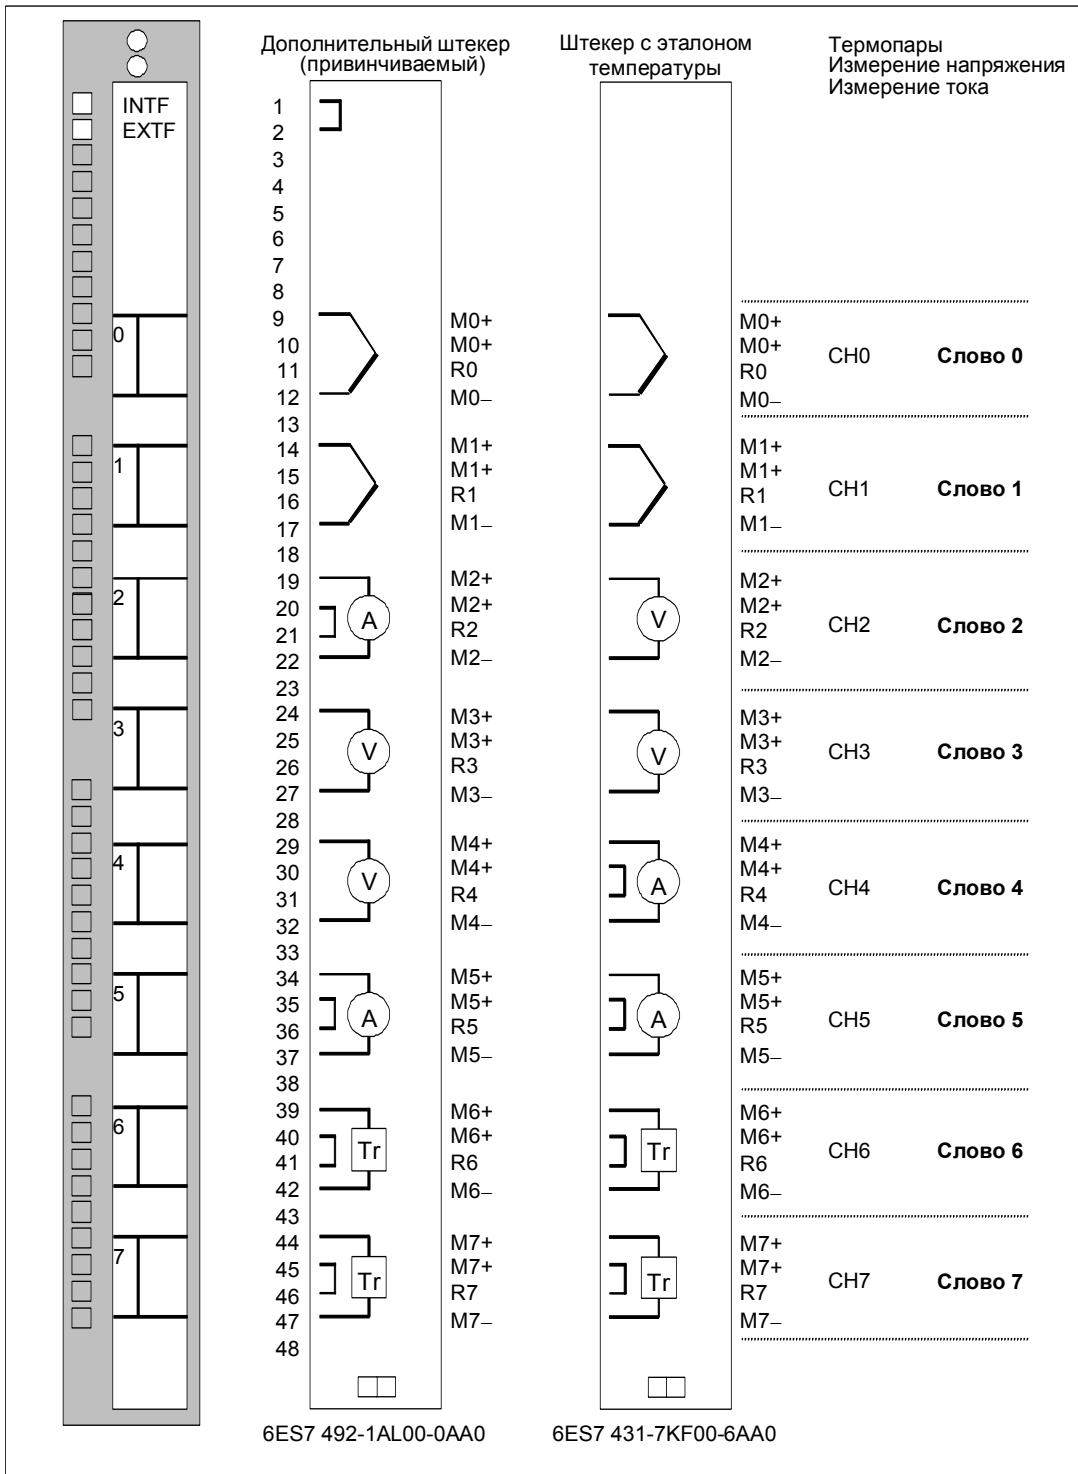 Дополнительный штекер
(привинчиваемый)
Штекер с эталоном
температуры
Термопары
Измерение напряжения
Измерение тока
INTF
EXTF
1
2
3
4
5
6
7
8
9 M0+ M0+
0
10 M0+ M0+
11 R0 R0 CH0 Слово 0
12 M0– M0–
13
14 M1+ M1+
1
15 M1+ M1+
16 R1 R1 CH1 Слово 1
17 M1– M1–
18
19 M2+ M2+
2
20 M2+ M2+
A V
21 R2 R2 CH2 Слово 2
22 M2– M2–
23
24 M3+ M3+
3
25 M3+ M3+
V V
26 R3 R3 CH3 Слово 3
27 M3– M3–
28
29 M4+ M4+
4
30 M4+ M4+
V A
31 R4 R4 CH4 Слово 4
32 M4– M4–
33
34 M5+ M5+
5
35 M5+ M5+
A A
36 R5 R5 CH5 Слово 5
37 M5– M5–
38
39 M6+ M6+
6
40 M6+ M6+
Tr Tr
41 R6 R6 CH6 Слово 6
42 M6– M6–
43
44 M7+ M7+
7
45 M7+ M7+
Tr Tr
46 R7 R7 CH7 Слово 7
47 M7– M7–
48
6ES7 492-1AL00-0AA0
6ES7 431-7KF00-6AA0